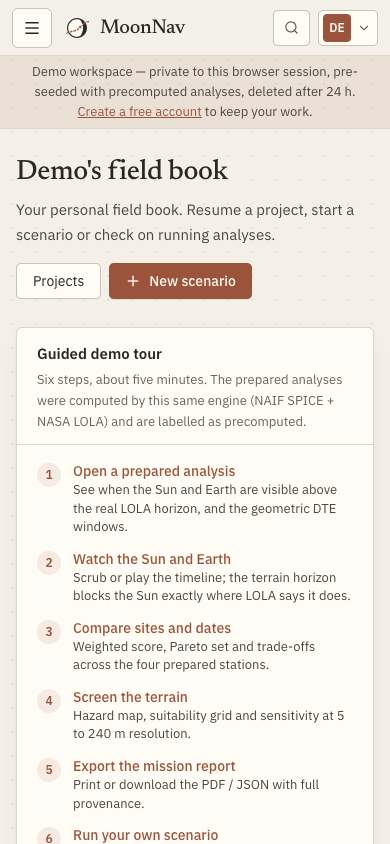 MoonNav
DE
Demo workspace — private to this browser session, pre-
seeded with precomputed analyses, deleted after 24 h.
Create a free account to keep your work.
Demo's field book
Your personal field book. Resume a project, start a
scenario or check on running analyses.
Projects
+ New scenario
Guided demo tour
Six steps, about five minutes. The prepared analyses
were computed by this same engine (NAIF SPICE +
NASA LOLA) and are labelled as precomputed.
1 Open a prepared analysis
See when the Sun and Earth are visible above
the real LOLA horizon, and the geometric DTE
windows.
2 Watch the Sun and Earth
Scrub or play the timeline; the terrain horizon
blocks the Sun exactly where LOLA says it does.
3 Compare sites and dates
Weighted score, Pareto set and trade-offs
across the four prepared stations.
4 Screen the terrain
Hazard map, suitability grid and sensitivity at 5
to 240 m resolution.
5 Export the mission report
Print or download the PDF / JSON with full
provenance.
6 Run your own scenario